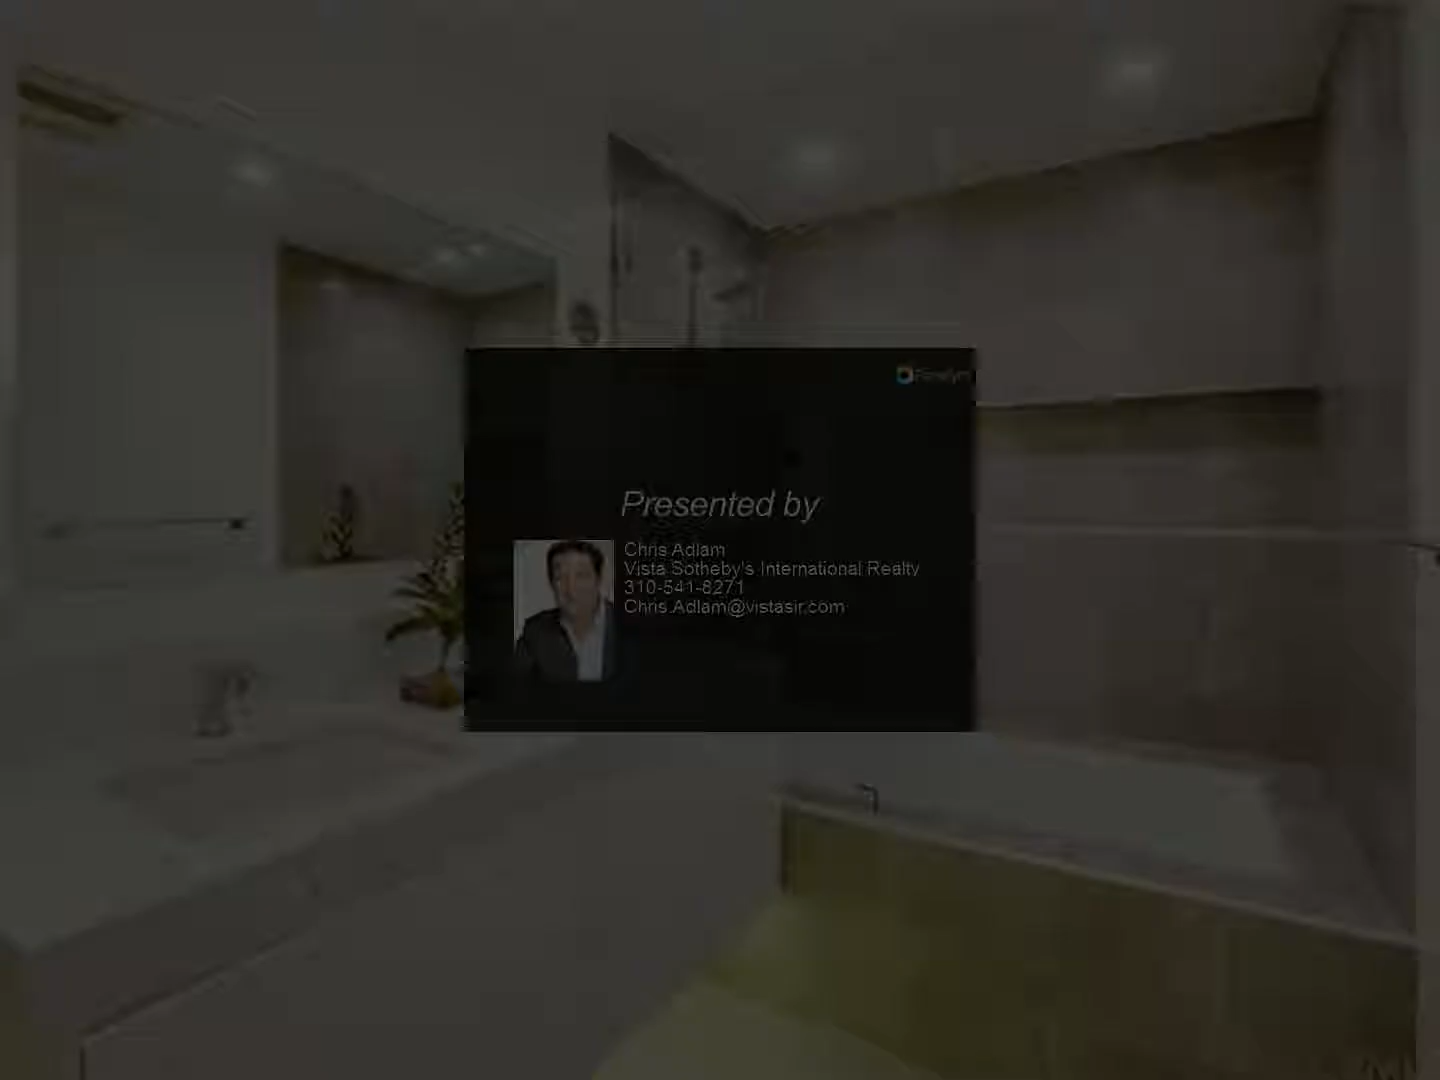 Presented by
Chris Adlam
Vista Sotheby's International Realty
310-541-8271
Chris.Adlam@vistasir.com